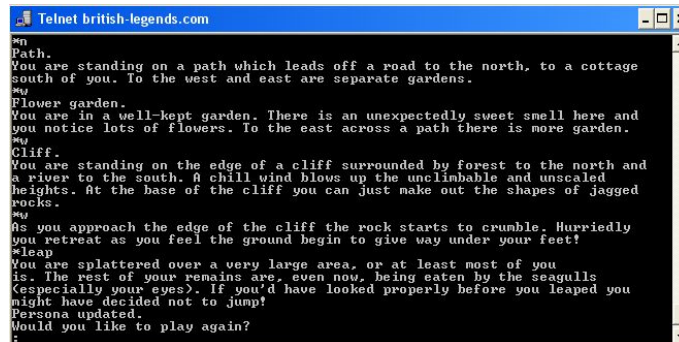 Telnet british-legends.com
*n
Path.
You are standing on a path which leads off a road to the north, to a cottage
south of you. To the west and east are separate gardens.
*w
Flower garden.
You are in a well-kept garden. There is an unexpectedly sweet smell here and
you notice lots of flowers. To the east across a path there is more garden.
*w
Cliff.
You are standing on the edge of a cliff surrounded by forest to the north and
a river to the south. A chill wind blows up the unclimbable and unscaled
heights. At the base of the cliff you can just make out the shapes of jagged
rocks.
*w
As you approach the edge of the cliff the rock starts to crumble. Hurriedly
you retreat as you feel the ground begin to give way under your feet!
*leap
You are splattered over a very large area, or at least most of you
is. The rest of your remains are, even now, being eaten by the seagulls
(especially your eyes). If you'd have looked properly before you leaped you
might have decided not to jump!
Persona updated.
Would you like to play again?
: